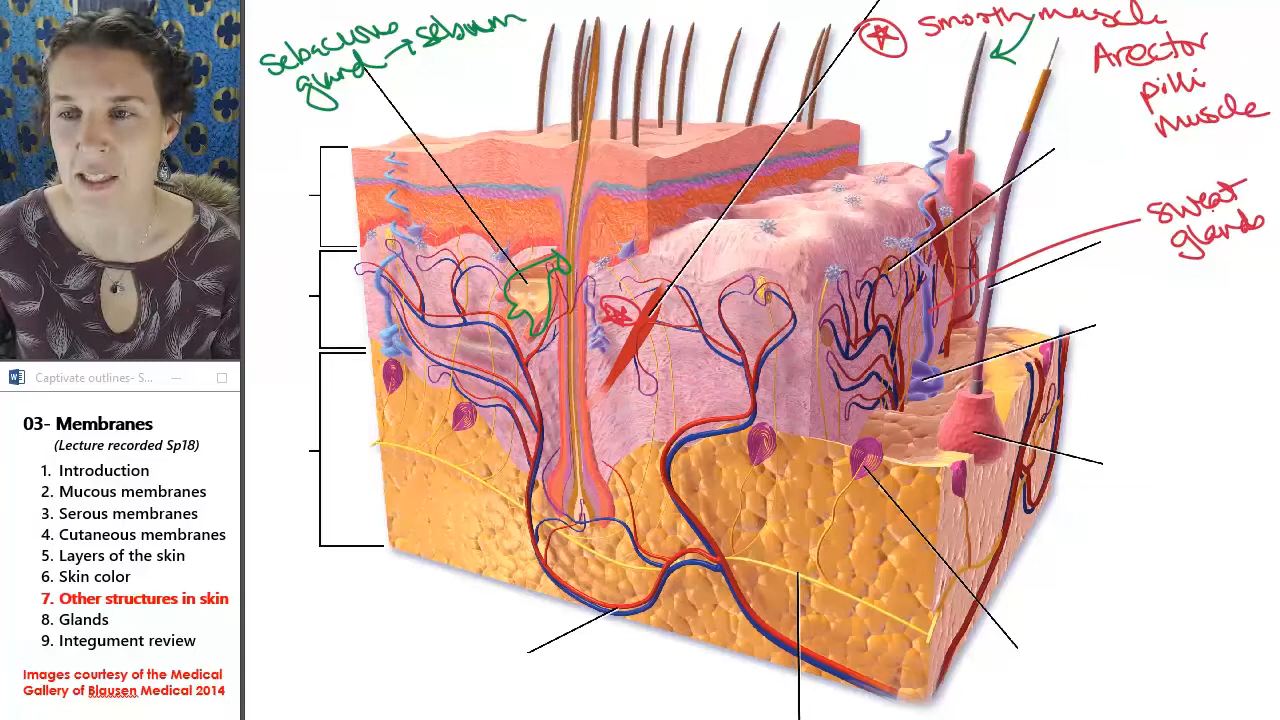 Sebaceous
gland → sebum
Smooth muscle
Arector
pilli
muscle
sweat
glands
Captivate outlines- S...
03- Membranes
(Lecture recorded Sp18)
1. Introduction
2. Mucous membranes
3. Serous membranes
4. Cutaneous membranes
5. Layers of the skin
6. Skin color
7. Other structures in skin
8. Glands
9. Integument review
Images courtesy of the Medical
Gallery of Blausen Medical 2014